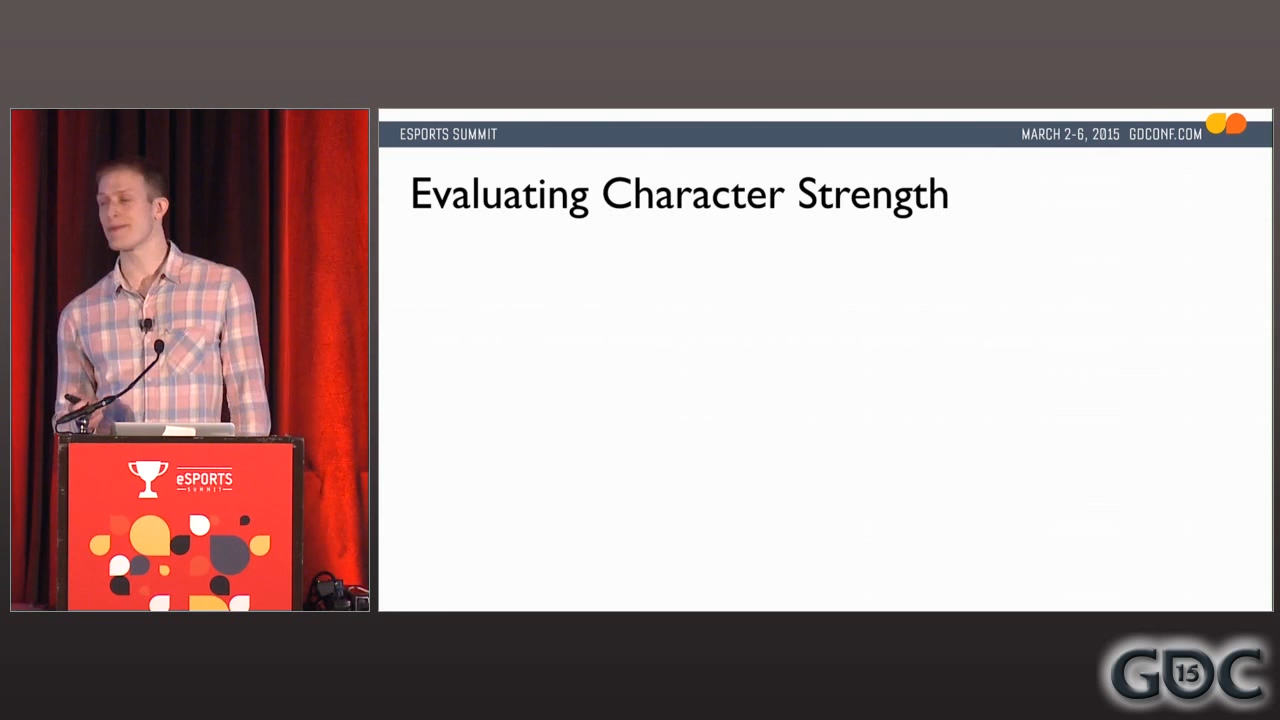 ESPORTS SUMMIT
MARCH 2-6, 2015 GDCONF.COM
Evaluating Character Strength
eSPORTS
SUMMIT
GDC
15